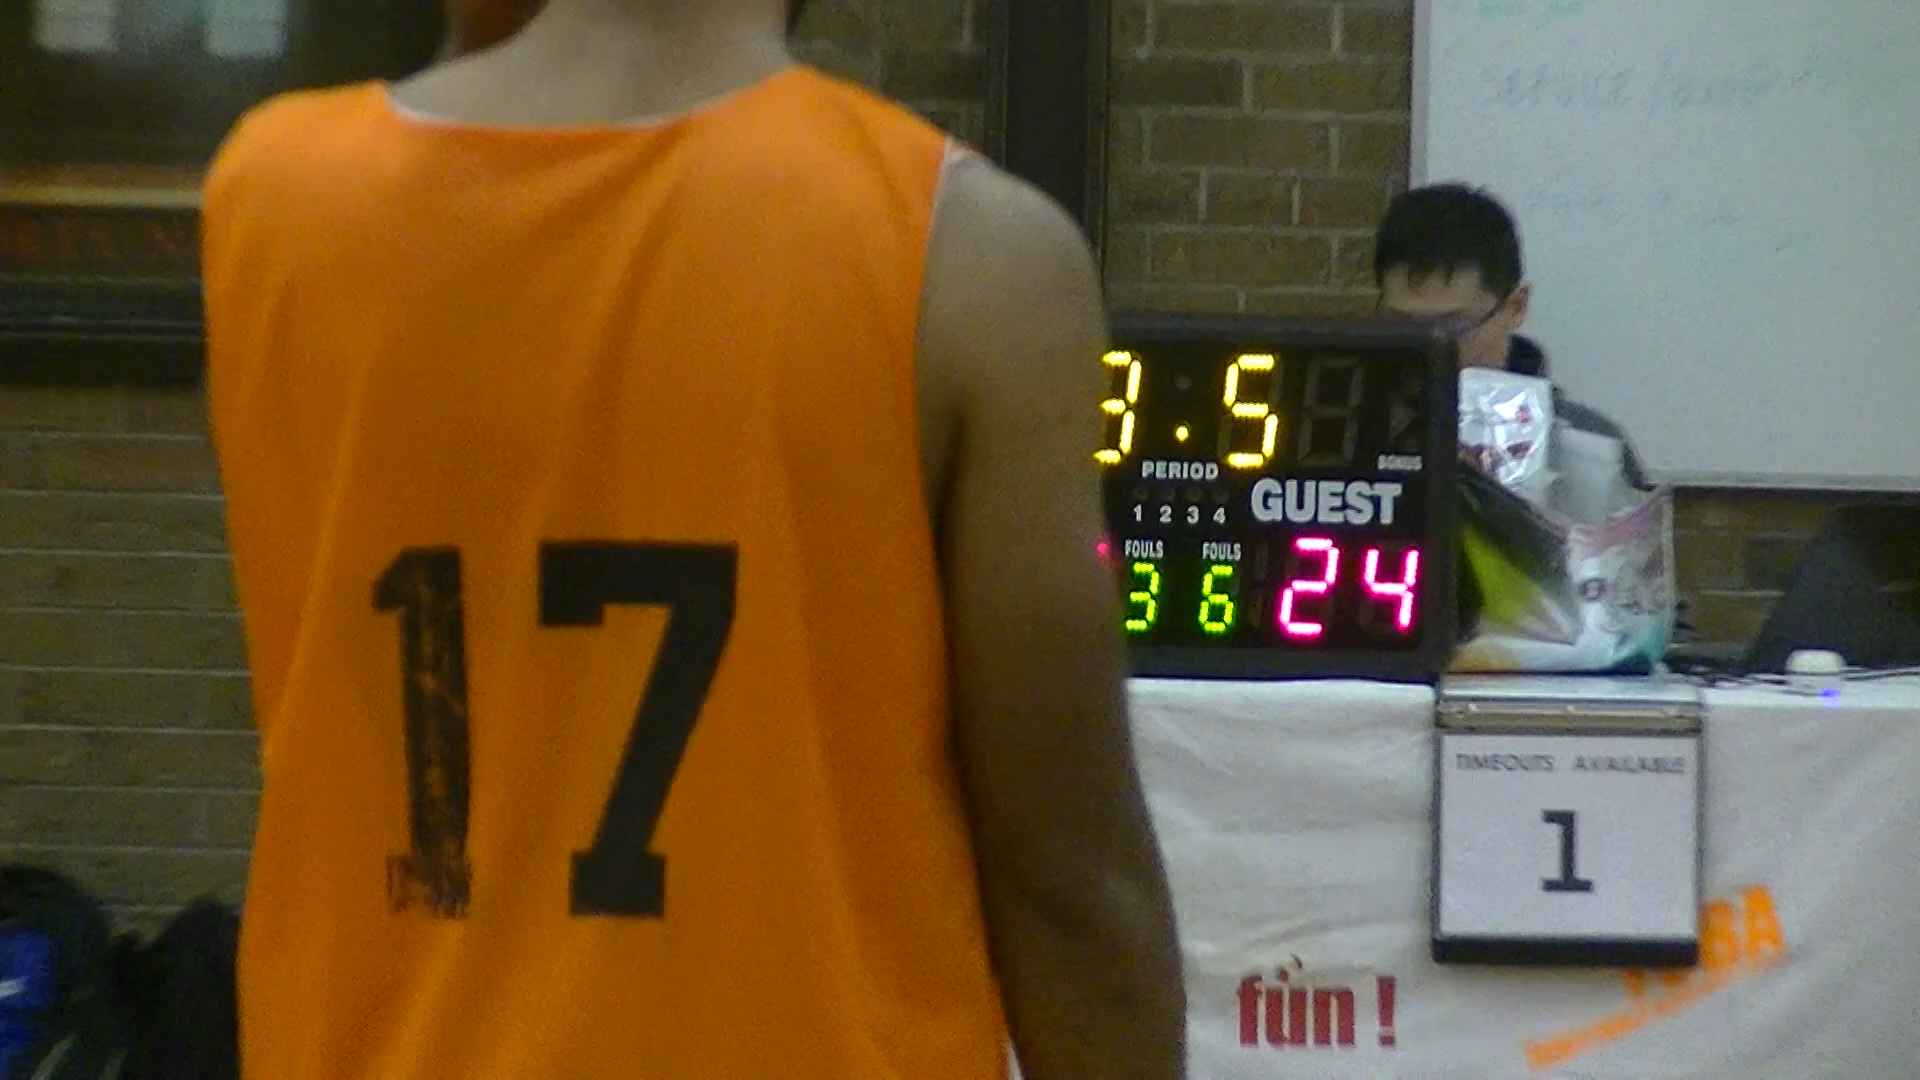 17
3.5
BONUS
PERIOD
1 2 3 4
GUEST
FOULS FOULS
3 6 24
TIMEOUTS AVAILABLE
1
fun!